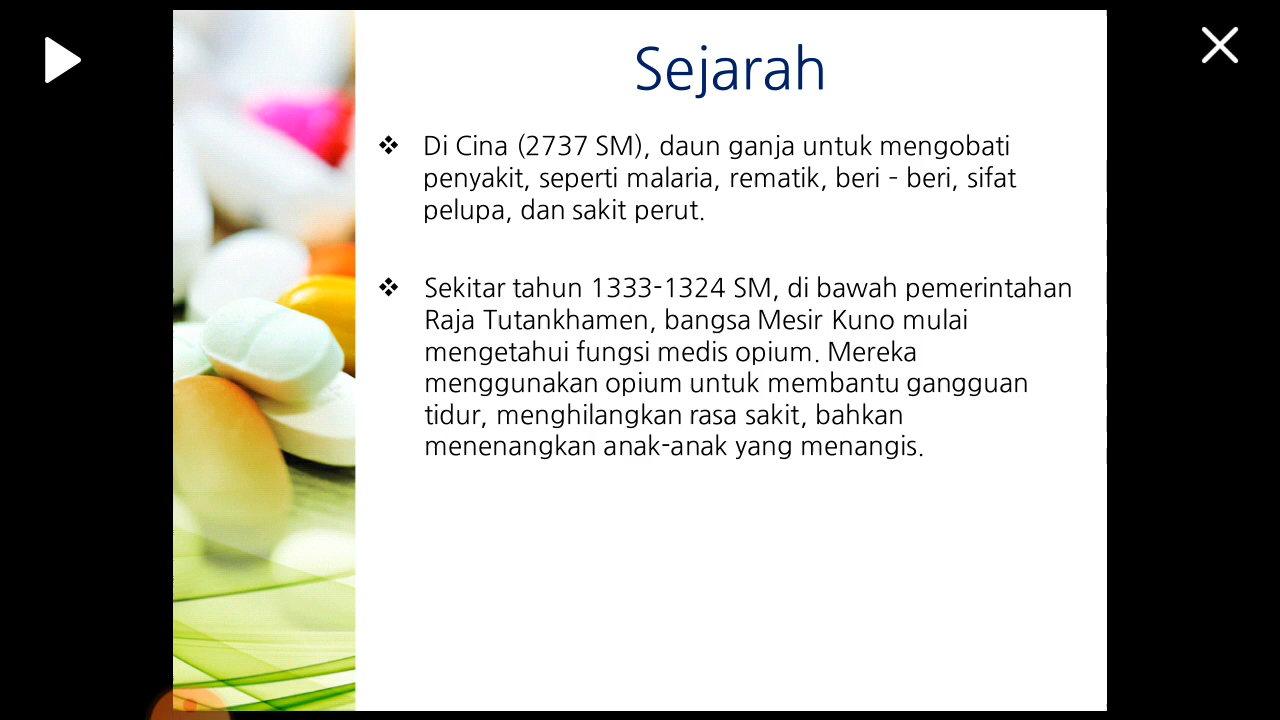 Sejarah
❖ Di Cina (2737 SM), daun ganja untuk mengobati
penyakit, seperti malaria, rematik, beri - beri, sifat
pelupa, dan sakit perut.
❖ Sekitar tahun 1333-1324 SM, di bawah pemerintahan
Raja Tutankhamen, bangsa Mesir Kuno mulai
mengetahui fungsi medis opium. Mereka
menggunakan opium untuk membantu gangguan
tidur, menghilangkan rasa sakit, bahkan
menenangkan anak-anak yang menangis.